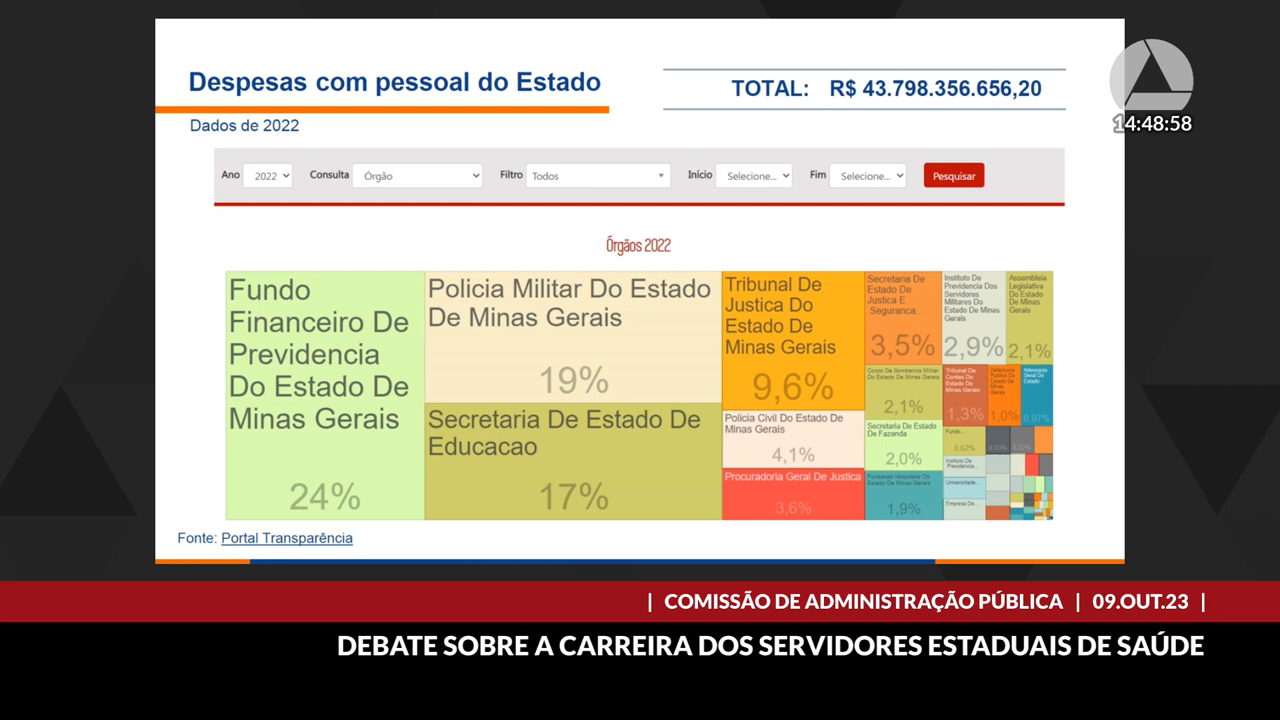 Despesas com pessoal do Estado
TOTAL: R$ 43.798.356.656,20
14:48:58
Dados de 2022
Ano 2022 Consulta Órgão Filtro Todos Início Selecione... Fim Selecione... Pesquisar
Órgãos 2022
Fundo
Financeiro De
Previdencia
Do Estado De
Minas Gerais
24%
Policia Militar Do Estado
De Minas Gerais
19%
Secretaria De Estado De
Educacao
17%
Tribunal De
Justica Do
Estado De
Minas Gerais
9,6%
Policia Civil Do Estado De
Minas Gerais
4,1%
Procuradoria Geral De Justica
3,6%
Secretaria De
Estado De
Justica E
Seguranca...
3,5%
Instituto De
Previdencia Dos
Servidores
Militares Do
Estado De Minas
Gerais
2,9%
Assembleia
Legislativa
Do Estado
De Minas
Gerais
2,1%
Corpo De Bombeiros Militar
Do Estado De Minas Gerais
2,1%
Secretaria De Estado
De Fazenda
2,0%
Fundacao Hospitalar Do
Estado De Minas Gerais
1,9%
Tribunal De
Contas Do
Estado De
Minas Gerais
1,3%
Defensoria
Publica Do
Estado De
Minas
Gerais
1,0%
Advocacia
Geral Do
Estado
0,97%
Fundo...
0,62%
Instituto De
Previdencia...
Universidade...
Empresa De...
Fonte: Portal Transparência
| COMISSÃO DE ADMINISTRAÇÃO PÚBLICA | 09.OUT.23 |
DEBATE SOBRE A CARREIRA DOS SERVIDORES ESTADUAIS DE SAÚDE